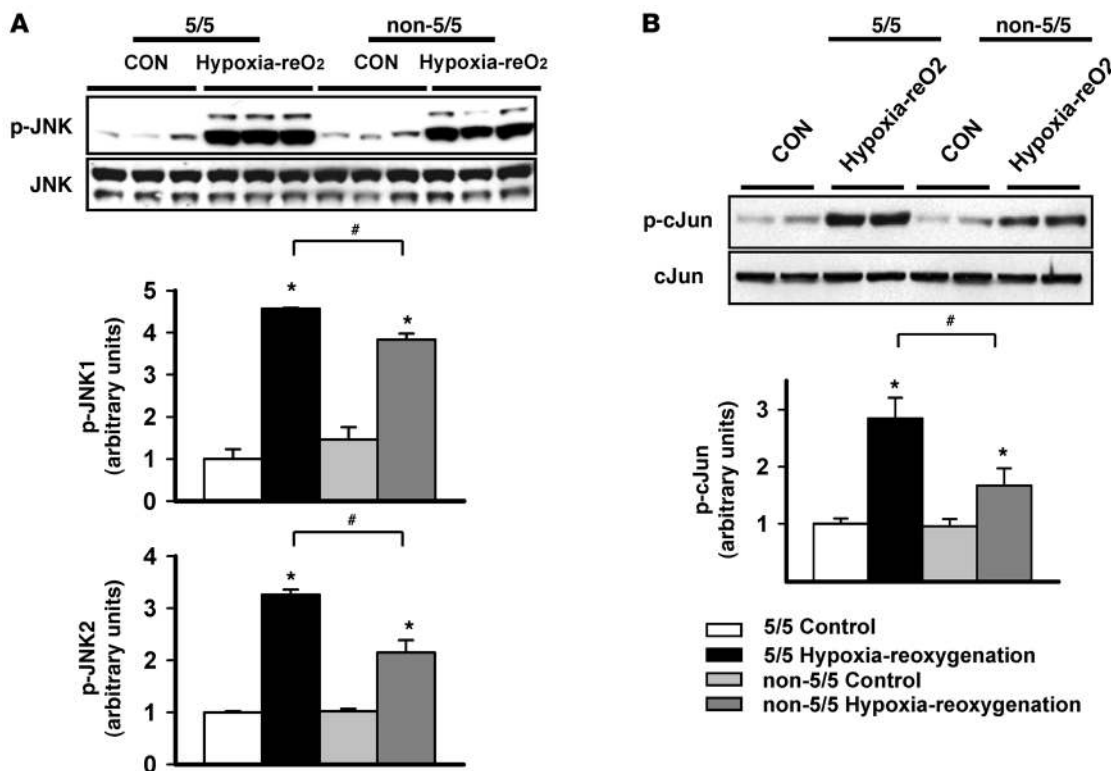 A
5/5
non-5/5
CON
Hypoxia-reO2
CON
Hypoxia-reO2
p-JNK
JNK
#
p-JNK1
(arbitrary units)
5
4
3
2
1
0
*
*
#
p-JNK2
(arbitrary units)
4
3
2
1
0
*
*
B
5/5
non-5/5
CON
Hypoxia-reO2
CON
Hypoxia-reO2
p-cJun
cJun
#
p-cJun
(arbitrary units)
3
2
1
*
*
5/5 Control
5/5 Hypoxia-reoxygenation
non-5/5 Control
non-5/5 Hypoxia-reoxygenation